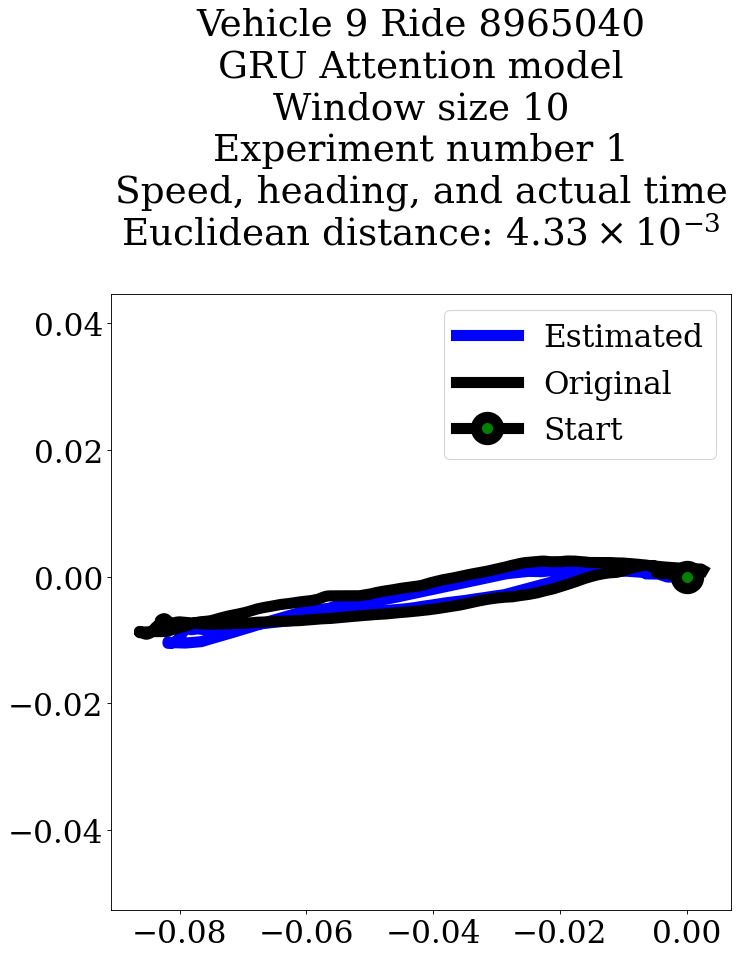 Vehicle 9 Ride 8965040
GRU Attention model
Window size 10
Experiment number 1
Speed, heading, and actual time
Euclidean distance: 4.33 × 10⁻³
Estimated
Original
Start
0.04
0.02
0.00
−0.02
−0.04
−0.08 −0.06 −0.04 −0.02 0.00